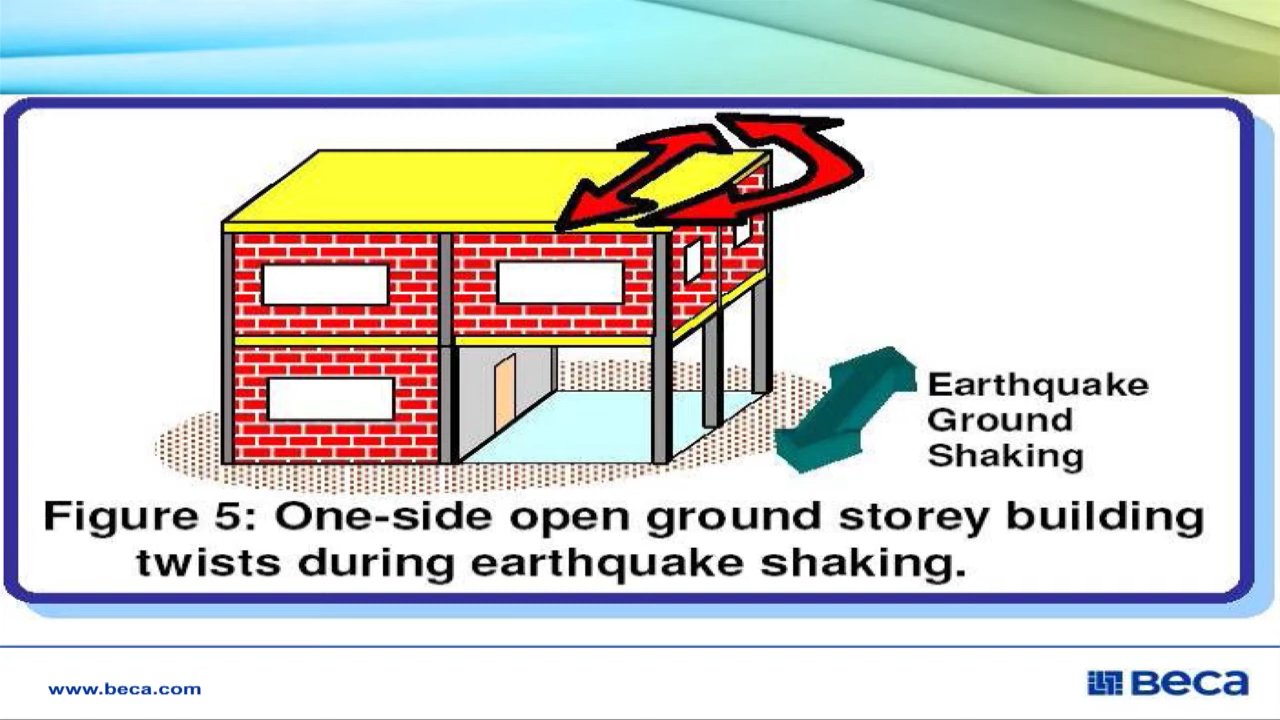 Earthquake
Ground
Shaking
Figure 5: One-side open ground storey building
twists during earthquake shaking.
www.beca.com
Beca